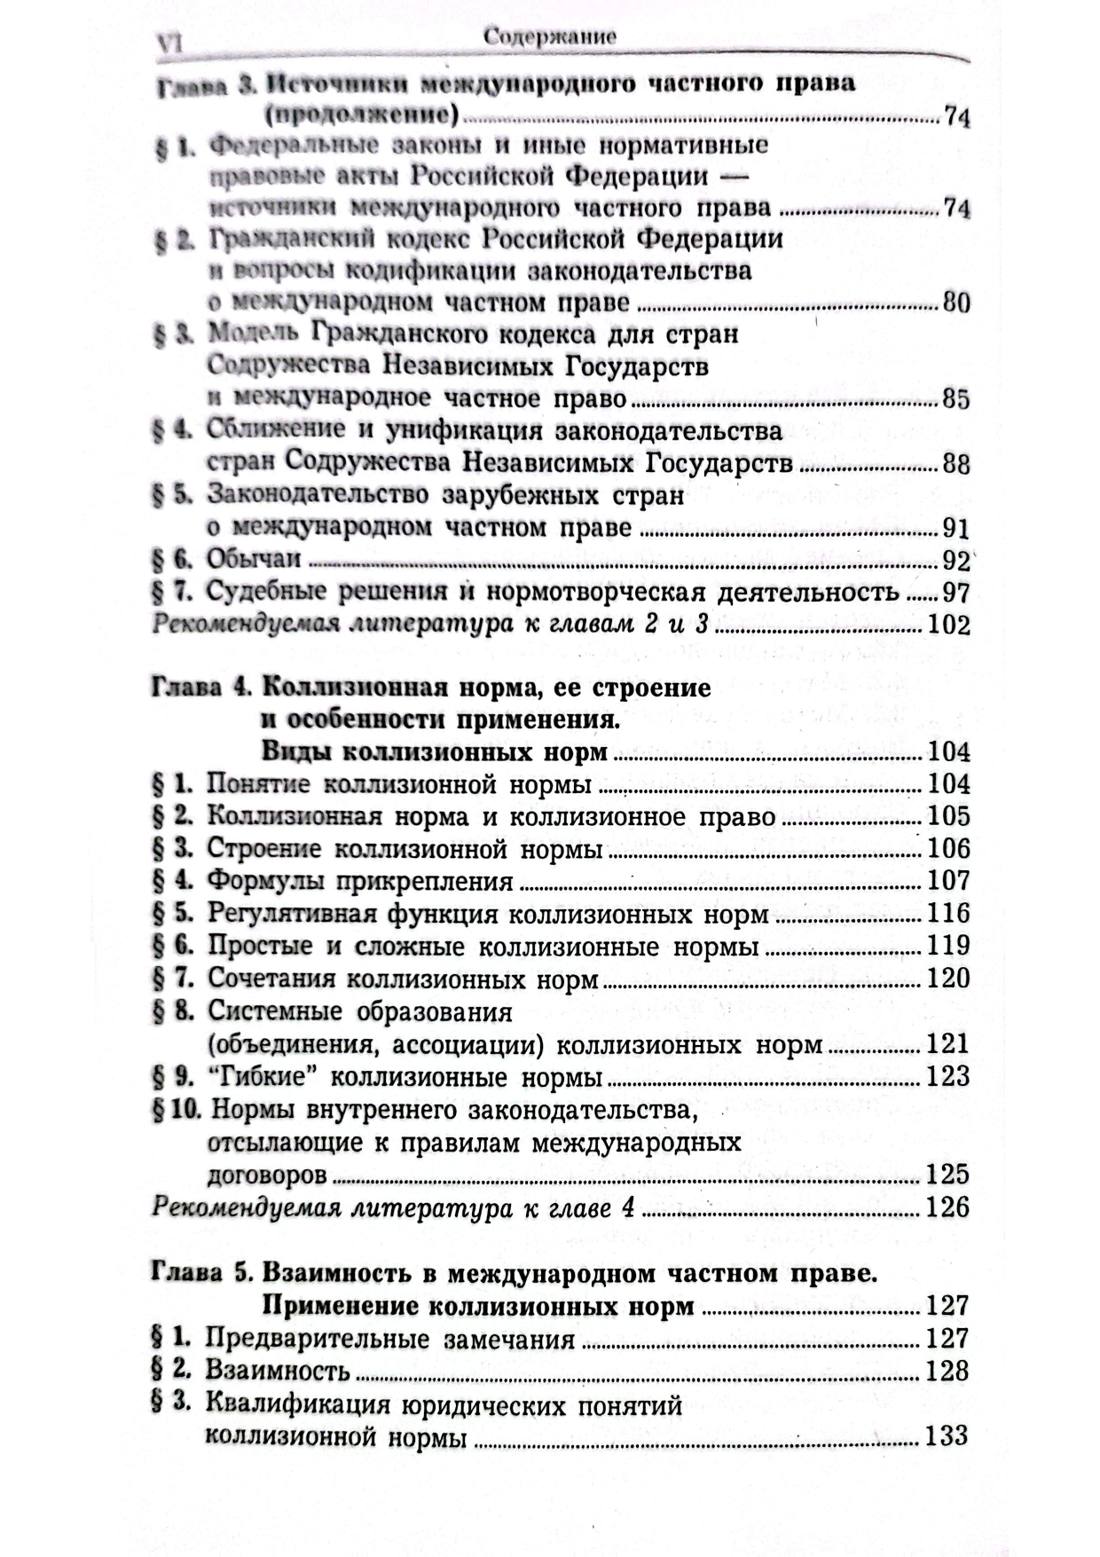 VI
Содержание
Глава 3. Источники международного частного права
(продолжение)........74
§ 1. Федеральные законы и иные нормативные
правовые акты Российской Федерации —
источники международного частного права........74
§ 2. Гражданский кодекс Российской Федерации
и вопросы кодификации законодательства
о международном частном праве........80
§ 3. Модель Гражданского кодекса для стран
Содружества Независимых Государств
и международное частное право........85
§ 4. Сближение и унификация законодательства
стран Содружества Независимых Государств........88
§ 5. Законодательство зарубежных стран
о международном частном праве........91
§ 6. Обычаи........92
§ 7. Судебные решения и нормотворческая деятельность......97
Рекомендуемая литература к главам 2 и 3........102
Глава 4. Коллизионная норма, ее строение
и особенности применения.
Виды коллизионных норм........104
§ 1. Понятие коллизионной нормы........104
§ 2. Коллизионная норма и коллизионное право........105
§ 3. Строение коллизионной нормы........106
§ 4. Формулы прикрепления........107
§ 5. Регулятивная функция коллизионных норм........116
§ 6. Простые и сложные коллизионные нормы........119
§ 7. Сочетания коллизионных норм........120
§ 8. Системные образования
(объединения, ассоциации) коллизионных норм........121
§ 9. “Гибкие” коллизионные нормы........123
§ 10. Нормы внутреннего законодательства,
отсылающие к правилам международных
договоров........125
Рекомендуемая литература к главе 4........126
Глава 5. Взаимность в международном частном праве.
Применение коллизионных норм........127
§ 1. Предварительные замечания........127
§ 2. Взаимность........128
§ 3. Квалификация юридических понятий
коллизионной нормы........133